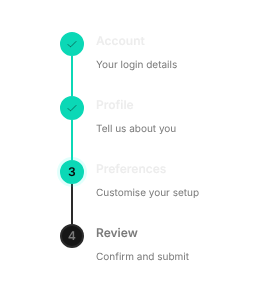 Account
Your login details
Profile
Tell us about you
3
Preferences
Customise your setup
4
Review
Confirm and submit